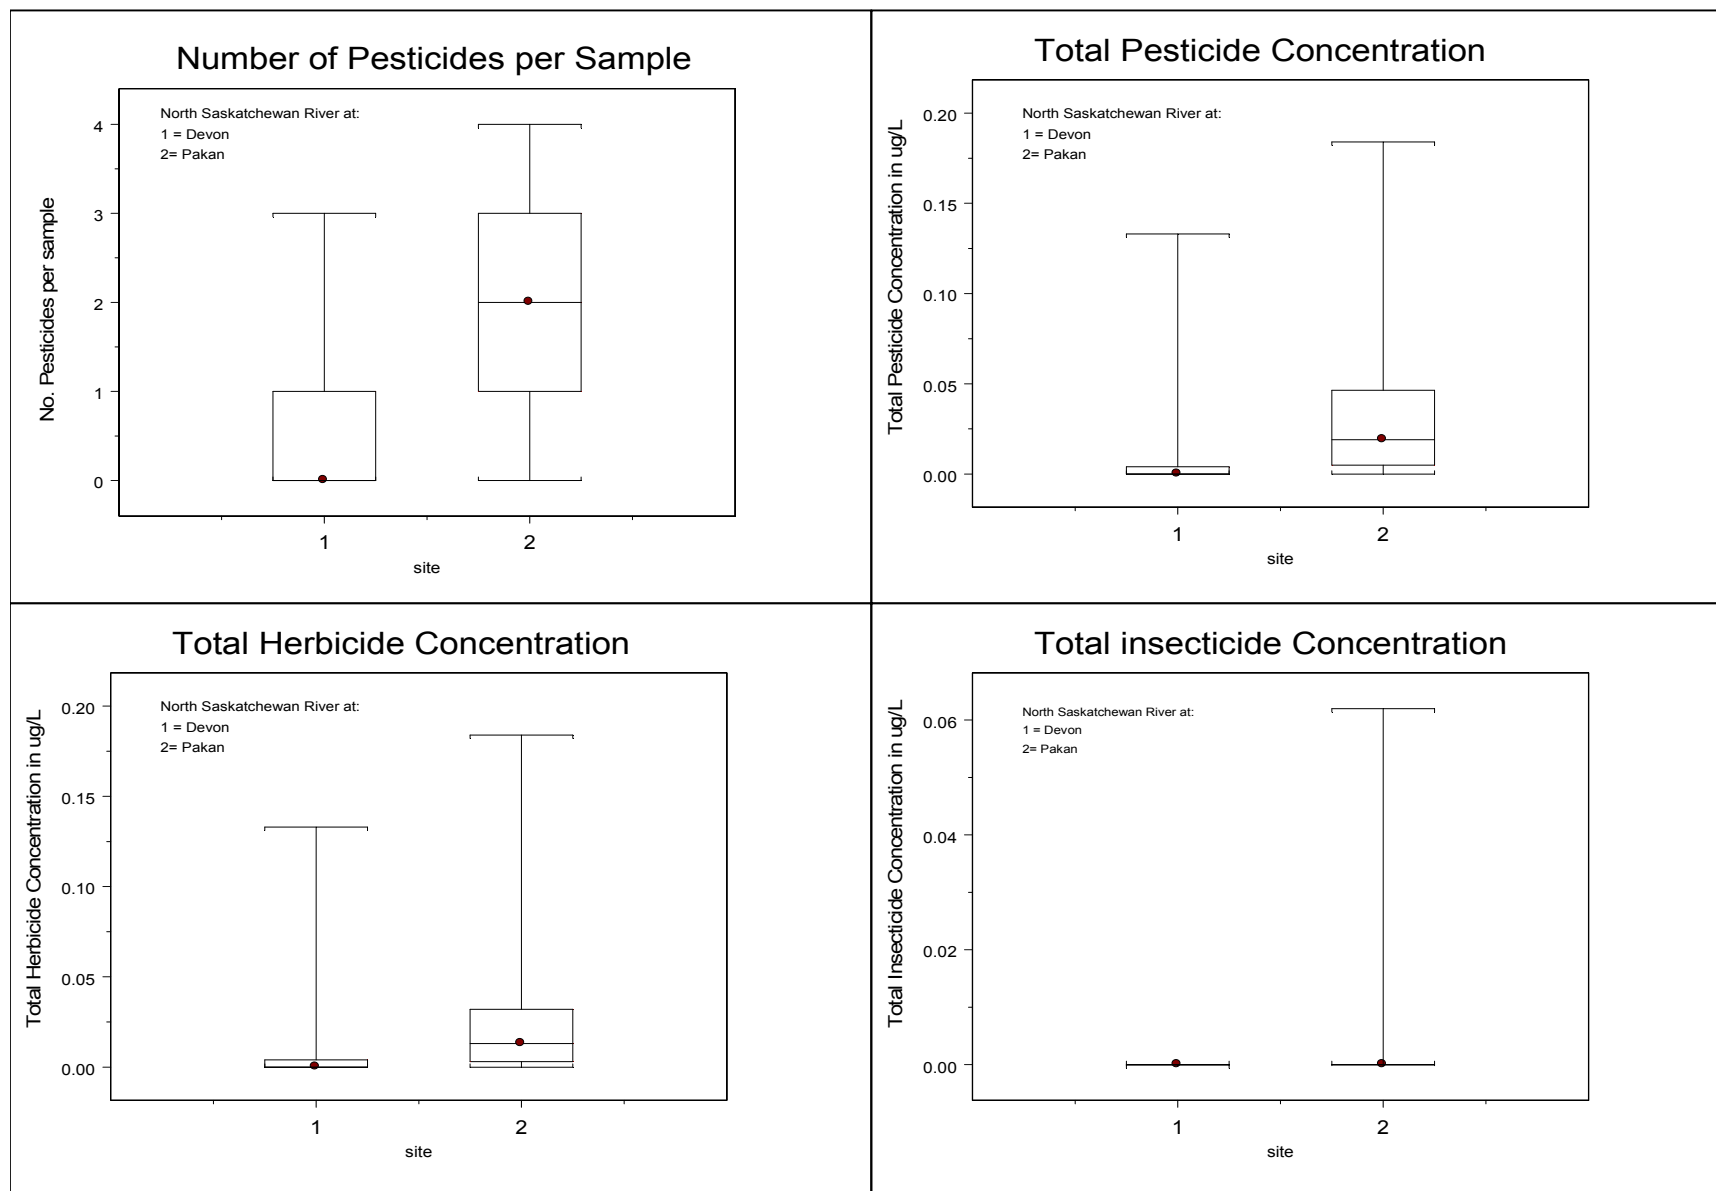 Number of Pesticides per Sample
North Saskatchewan River at:
1 = Devon
2= Pakan
No. Pesticides per sample
4
3
2
1
0
1 2
site
Total Pesticide Concentration
North Saskatchewan River at:
1 = Devon
2= Pakan
Total Pesticide Concentration in ug/L
0.20
0.15
0.10
0.05
0.00
1 2
site
Total Herbicide Concentration
North Saskatchewan River at:
1 = Devon
2= Pakan
Total Herbicide Concentration in ug/L
0.20
0.15
0.10
0.05
0.00
1 2
site
Total insecticide Concentration
North Saskatchewan River at:
1 = Devon
2= Pakan
Total Insecticide Concentration in ug/L
0.06
0.04
0.02
0.00
1 2
site